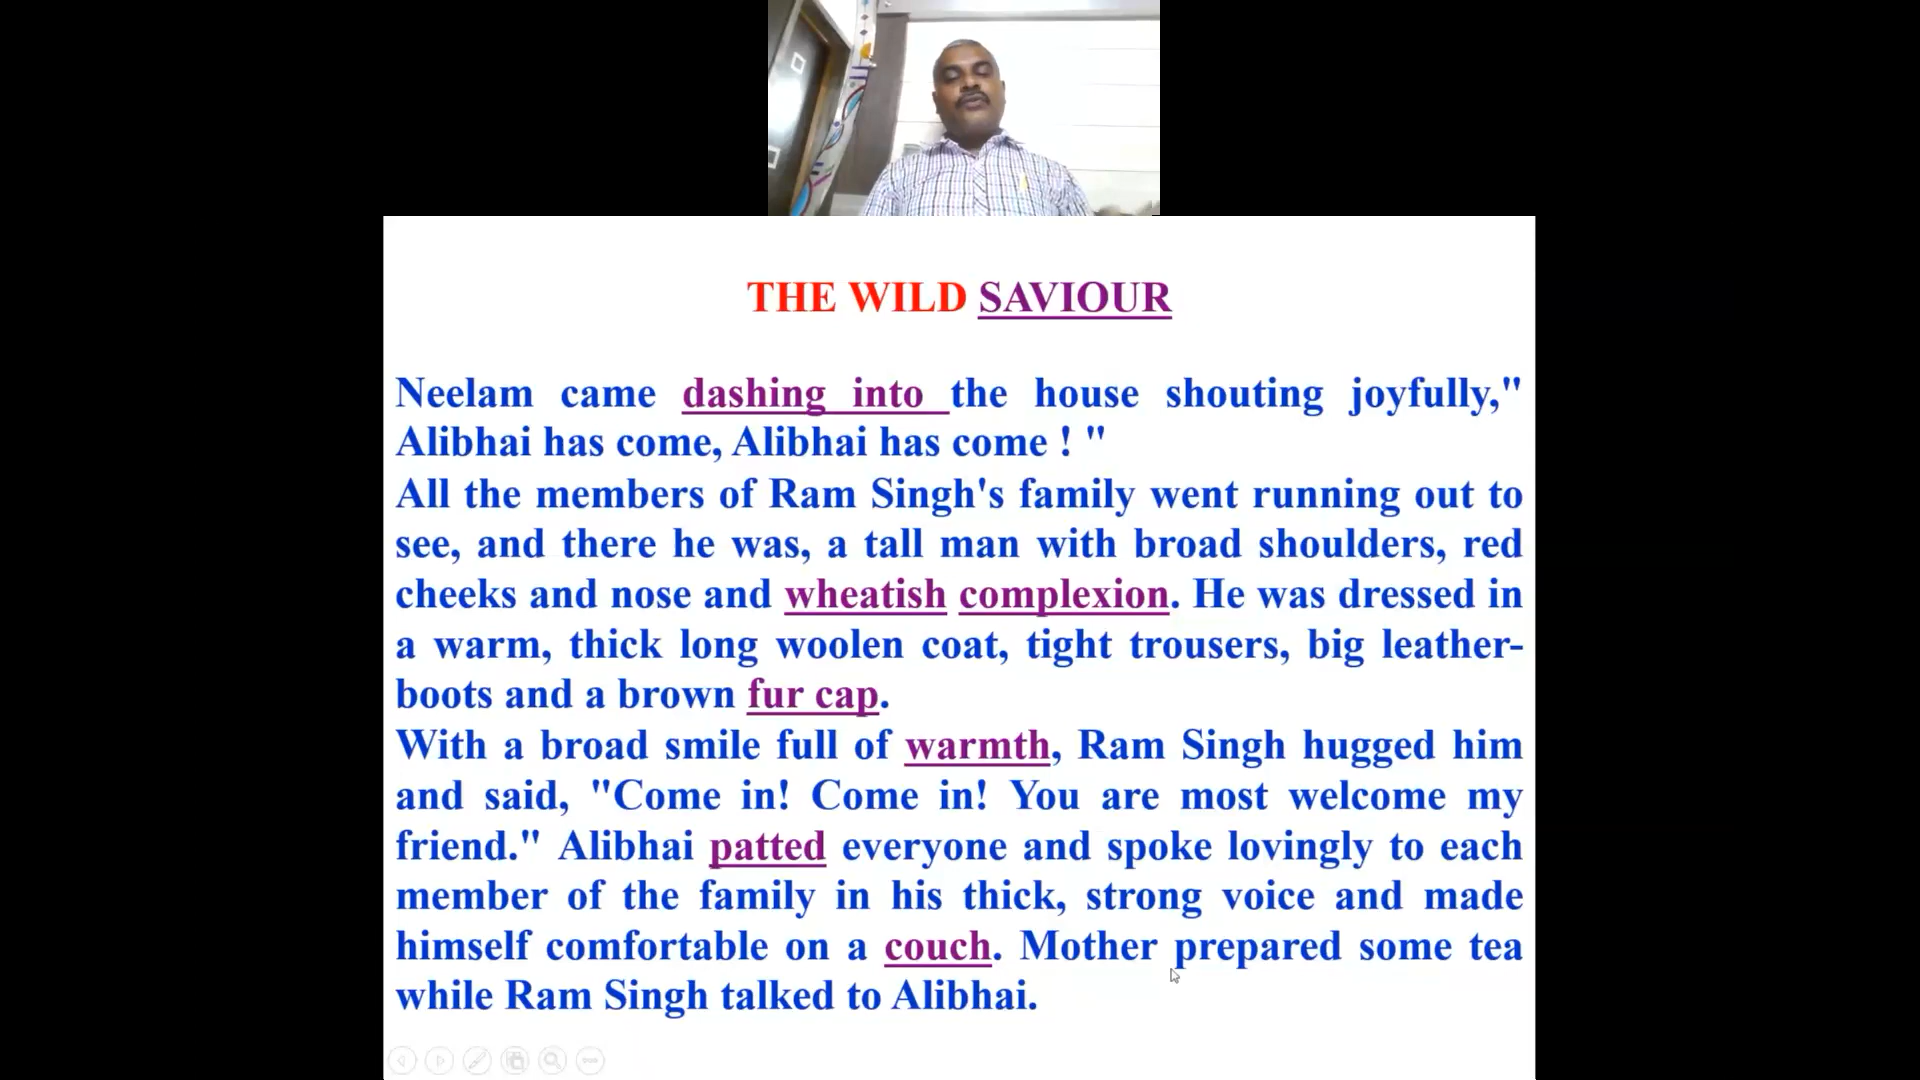 THE WILD SAVIOUR
Neelam came dashing into the house shouting joyfully,"
Alibhai has come, Alibhai has come ! "
All the members of Ram Singh's family went running out to
see, and there he was, a tall man with broad shoulders, red
cheeks and nose and wheatish complexion. He was dressed in
a warm, thick long woolen coat, tight trousers, big leather-
boots and a brown fur cap.
With a broad smile full of warmth, Ram Singh hugged him
and said, "Come in! Come in! You are most welcome my
friend." Alibhai patted everyone and spoke lovingly to each
member of the family in his thick, strong voice and made
himself comfortable on a couch. Mother prepared some tea
while Ram Singh talked to Alibhai.